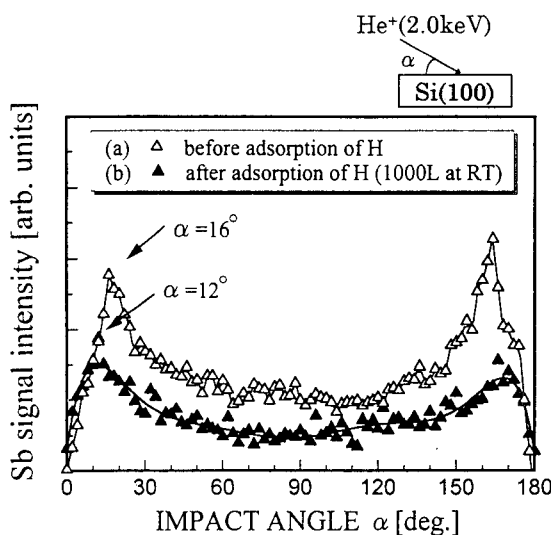 He⁺(2.0keV)
α
Si(100)
(a) △ before adsorption of H
(b) ▲ after adsorption of H (1000L at RT)
α=16°
α=12°
Sb signal intensity [arb. units]
0 30 60 90 120 150 180
IMPACT ANGLE α [deg.]